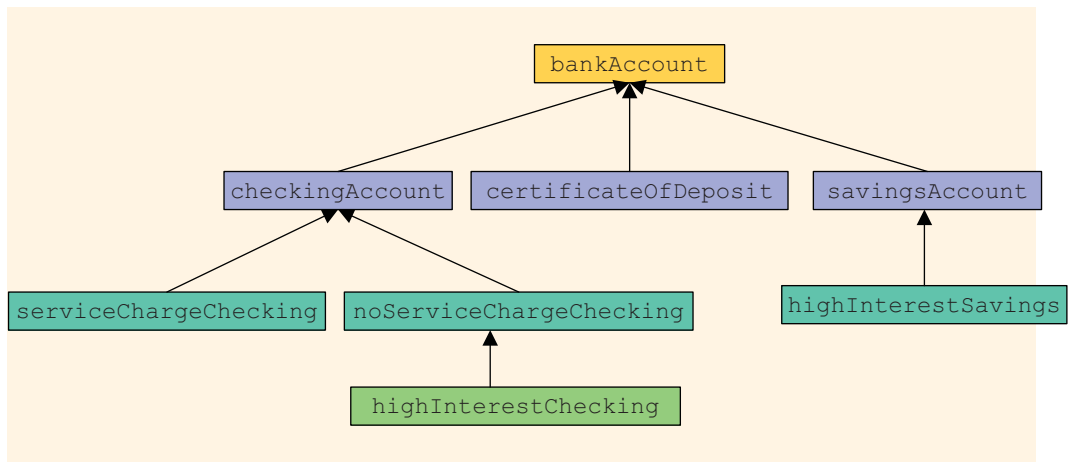 bankAccount
checkingAccount
certificateOfDeposit
savingsAccount
serviceChargeChecking
noServiceChargeChecking
highInterestSavings
highInterestChecking